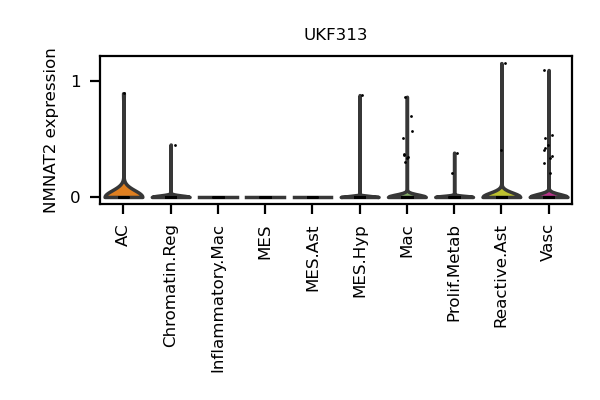 UKF313
NMNAT2 expression
1
0
AC
Chromatin.Reg
Inflammatory.Mac
MES
MES.Ast
MES.Hyp
Mac
Prolif.Metab
Reactive.Ast
Vasc